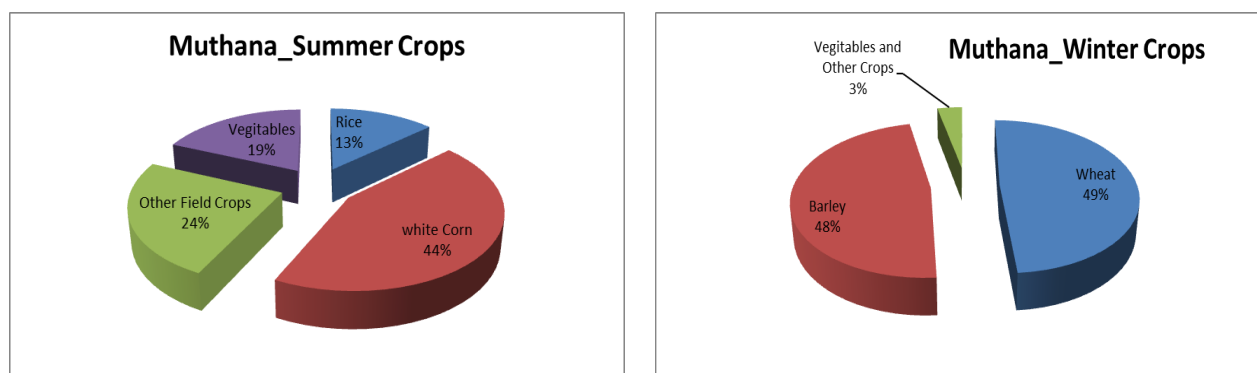 Muthana_Summer Crops
Rice
13%
white Corn
44%
Other Field Crops
24%
Vegitables
19%
Muthana_Winter Crops
Vegitables and
Other Crops
3%
Wheat
49%
Barley
48%